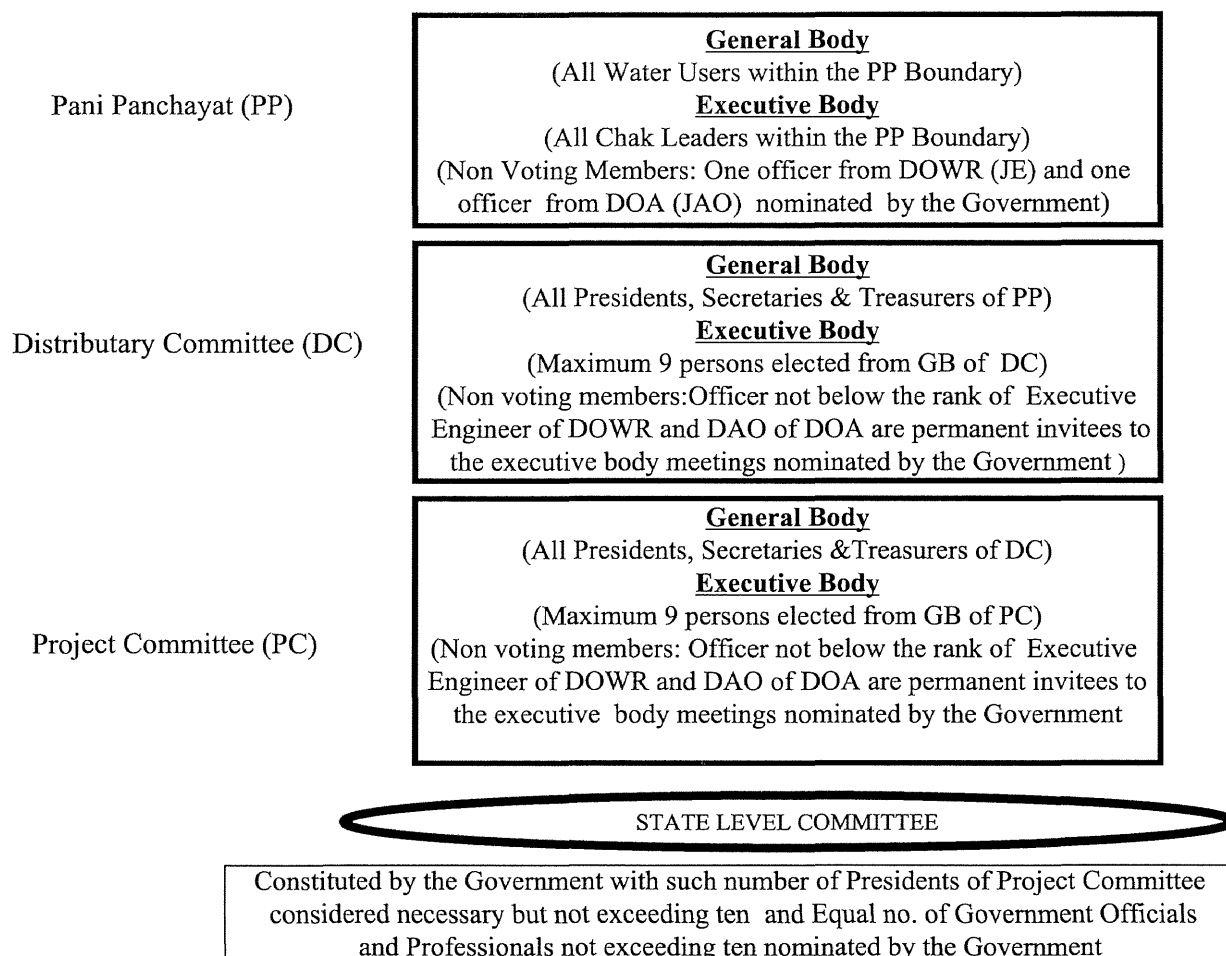 Pani Panchayat (PP)
General Body
(All Water Users within the PP Boundary)
Executive Body
(All Chak Leaders within the PP Boundary)
(Non Voting Members: One officer from DOWR (JE) and one
officer from DOA (JAO) nominated by the Government)
Distributary Committee (DC)
General Body
(All Presidents, Secretaries & Treasurers of PP)
Executive Body
(Maximum 9 persons elected from GB of DC)
(Non voting members:Officer not below the rank of Executive
Engineer of DOWR and DAO of DOA are permanent invitees to
the executive body meetings nominated by the Government )
Project Committee (PC)
General Body
(All Presidents, Secretaries &Treasurers of DC)
Executive Body
(Maximum 9 persons elected from GB of PC)
(Non voting members: Officer not below the rank of Executive
Engineer of DOWR and DAO of DOA are permanent invitees to
the executive body meetings nominated by the Government
STATE LEVEL COMMITTEE
Constituted by the Government with such number of Presidents of Project Committee
considered necessary but not exceeding ten and Equal no. of Government Officials
and Professionals not exceeding ten nominated by the Government